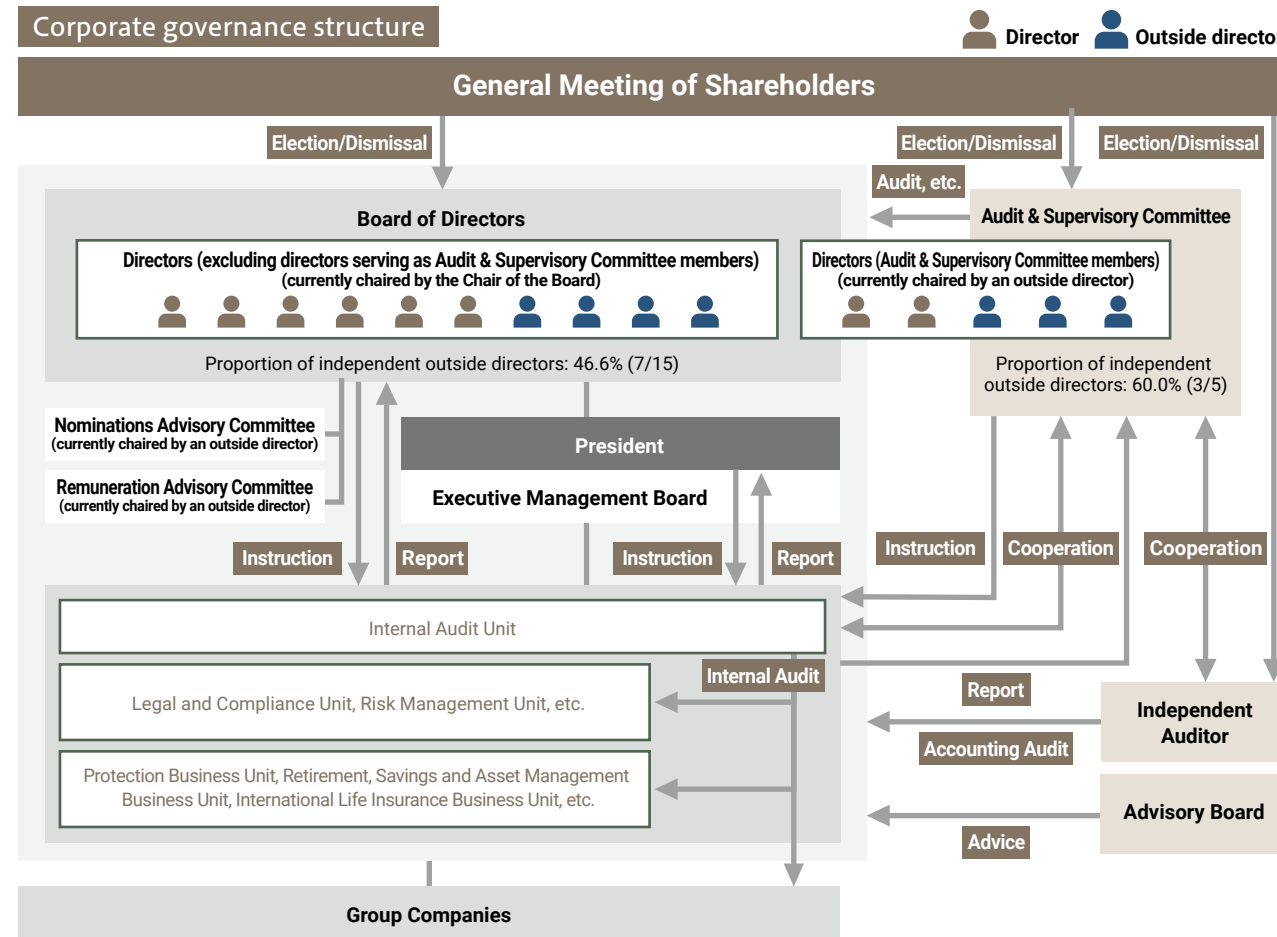 Corporate governance structure
Director
Outside director
General Meeting of Shareholders
Election/Dismissal
Election/Dismissal
Election/Dismissal
Audit, etc.
Board of Directors
Directors (excluding directors serving as Audit & Supervisory Committee members)
(currently chaired by the Chair of the Board)
Proportion of independent outside directors: 46.6% (7/15)
Audit & Supervisory Committee
Directors (Audit & Supervisory Committee members)
(currently chaired by an outside director)
Proportion of independent
outside directors: 60.0% (3/5)
Nominations Advisory Committee
(currently chaired by an outside director)
Remuneration Advisory Committee
(currently chaired by an outside director)
President
Executive Management Board
Instruction
Report
Instruction
Report
Instruction
Cooperation
Cooperation
Internal Audit Unit
Internal Audit
Legal and Compliance Unit, Risk Management Unit, etc.
Protection Business Unit, Retirement, Savings and Asset Management
Business Unit, International Life Insurance Business Unit, etc.
Report
Accounting Audit
Independent
Auditor
Advice
Advisory Board
Group Companies